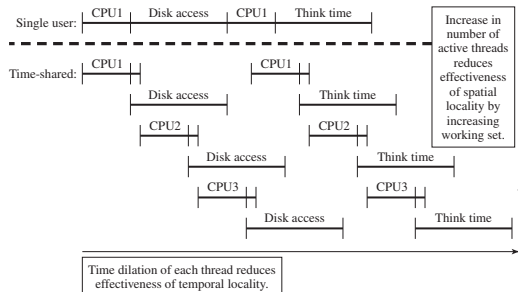 Single user: CPU1 Disk access CPU1 Think time
Increase in
number of
active threads
reduces
effectiveness
of spatial
locality by
increasing
working set.
Time-shared: CPU1 CPU1
Disk access Think time
CPU2 CPU2
Disk access Think time
CPU3 CPU3
Disk access Think time
Time dilation of each thread reduces
effectiveness of temporal locality.